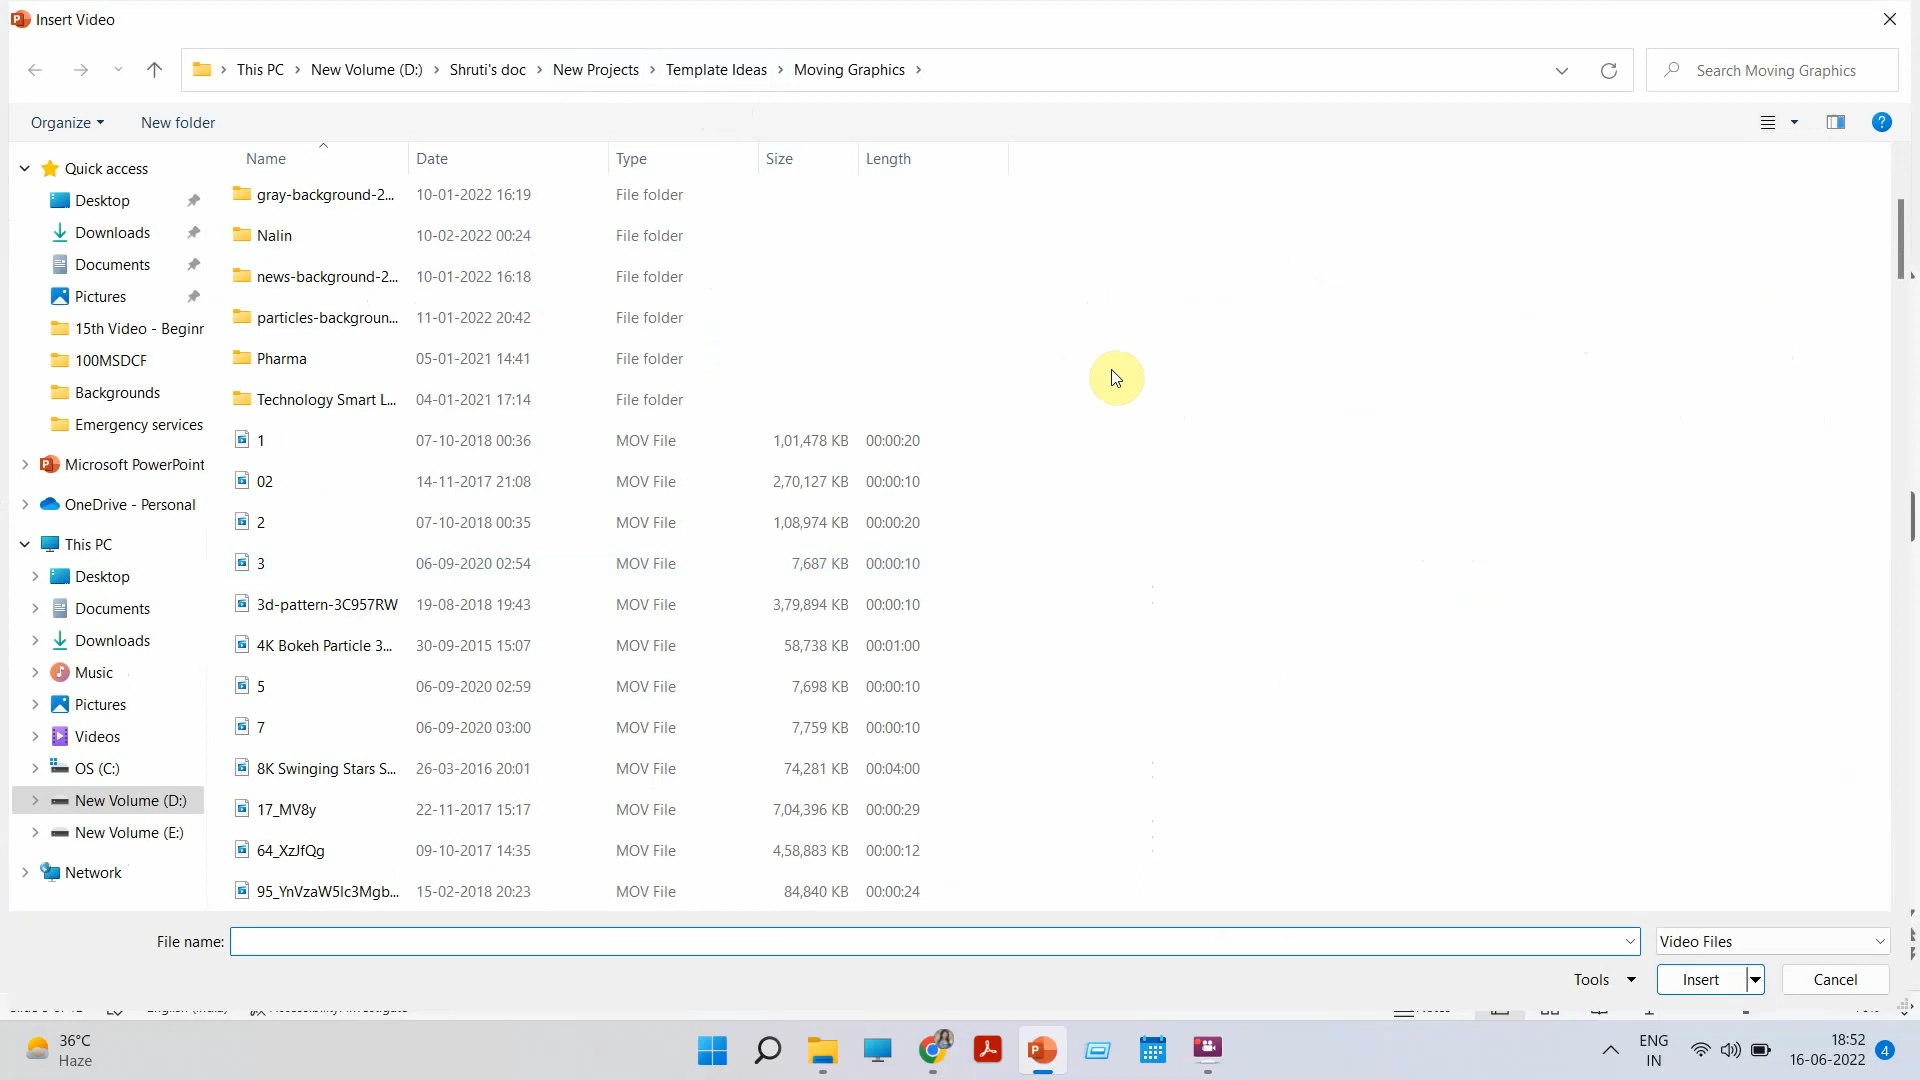 Insert Video
This PC New Volume (D:) Shruti's doc New Projects Template Ideas Moving Graphics
Search Moving Graphics
Organize New folder
Name Date Type Size Length
Quick access
Desktop
Downloads
Documents
Pictures
15th Video - Beginr
100MSDCF
Backgrounds
Emergency services
Microsoft PowerPoint
OneDrive - Personal
This PC
Desktop
Documents
Downloads
Music
Pictures
Videos
OS (C:)
New Volume (D:)
New Volume (E:)
Network
gray-background-2... 10-01-2022 16:19 File folder
Nalin 10-02-2022 00:24 File folder
news-background-2... 10-01-2022 16:18 File folder
particles-backgroun... 11-01-2022 20:42 File folder
Pharma 05-01-2021 14:41 File folder
Technology Smart L... 04-01-2021 17:14 File folder
1 07-10-2018 00:36 MOV File 1,01,478 KB 00:00:20
02 14-11-2017 21:08 MOV File 2,70,127 KB 00:00:10
2 07-10-2018 00:35 MOV File 1,08,974 KB 00:00:20
3 06-09-2020 02:54 MOV File 7,687 KB 00:00:10
3d-pattern-3C957RW 19-08-2018 19:43 MOV File 3,79,894 KB 00:00:10
4K Bokeh Particle 3... 30-09-2015 15:07 MOV File 58,738 KB 00:01:00
5 06-09-2020 02:59 MOV File 7,698 KB 00:00:10
7 06-09-2020 03:00 MOV File 7,759 KB 00:00:10
8K Swinging Stars S... 26-03-2016 20:01 MOV File 74,281 KB 00:04:00
17_MV8y 22-11-2017 15:17 MOV File 7,04,396 KB 00:00:29
64_XzJfQg 09-10-2017 14:35 MOV File 4,58,883 KB 00:00:12
95_YnVzaW5lc3Mgb... 15-02-2018 20:23 MOV File 84,840 KB 00:00:24
File name: Video Files
Tools Insert Cancel
36°C
Haze
ENG
IN
18:52
16-06-2022
4